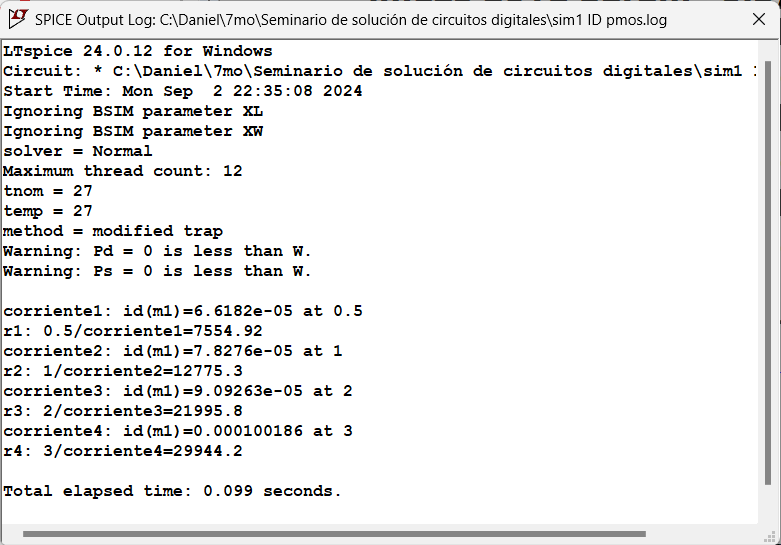 SPICE Output Log: C:\Daniel\7mo\Seminario de solución de circuitos digitales\sim1 ID pmos.log
LTspice 24.0.12 for Windows
Circuit: * C:\Daniel\7mo\Seminario de solución de circuitos digitales\sim1
Start Time: Mon Sep  2 22:35:08 2024
Ignoring BSIM parameter XL
Ignoring BSIM parameter XW
solver = Normal
Maximum thread count: 12
tnom = 27
temp = 27
method = modified trap
Warning: Pd = 0 is less than W.
Warning: Ps = 0 is less than W.
corriente1: id(m1)=6.6182e-05 at 0.5
r1: 0.5/corriente1=7554.92
corriente2: id(m1)=7.8276e-05 at 1
r2: 1/corriente2=12775.3
corriente3: id(m1)=9.09263e-05 at 2
r3: 2/corriente3=21995.8
corriente4: id(m1)=0.000100186 at 3
r4: 3/corriente4=29944.2
Total elapsed time: 0.099 seconds.